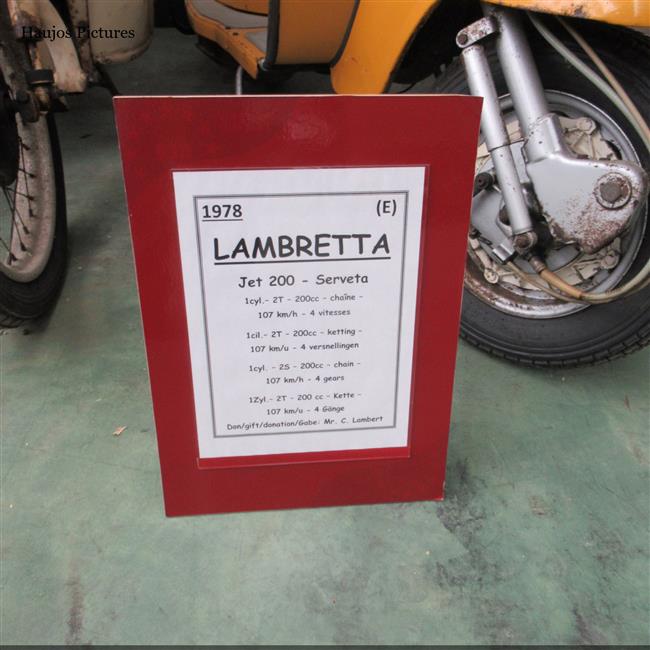 Haujos Pictures
1978 (E)
LAMBRETTA
Jet 200 - Serveta
1cyl.- 2T - 200cc - chaîne -
107 km/h - 4 vitesses
1cil.- 2T - 200cc - ketting -
107 km/u - 4 versnellingen
1cyl. - 2S - 200cc - chain -
107 km/h - 4 gears
1Zyl.- 2T - 200 cc - Kette -
107 km/u - 4 Gänge
Don/gift/donation/Gabe: Mr. C. Lambert